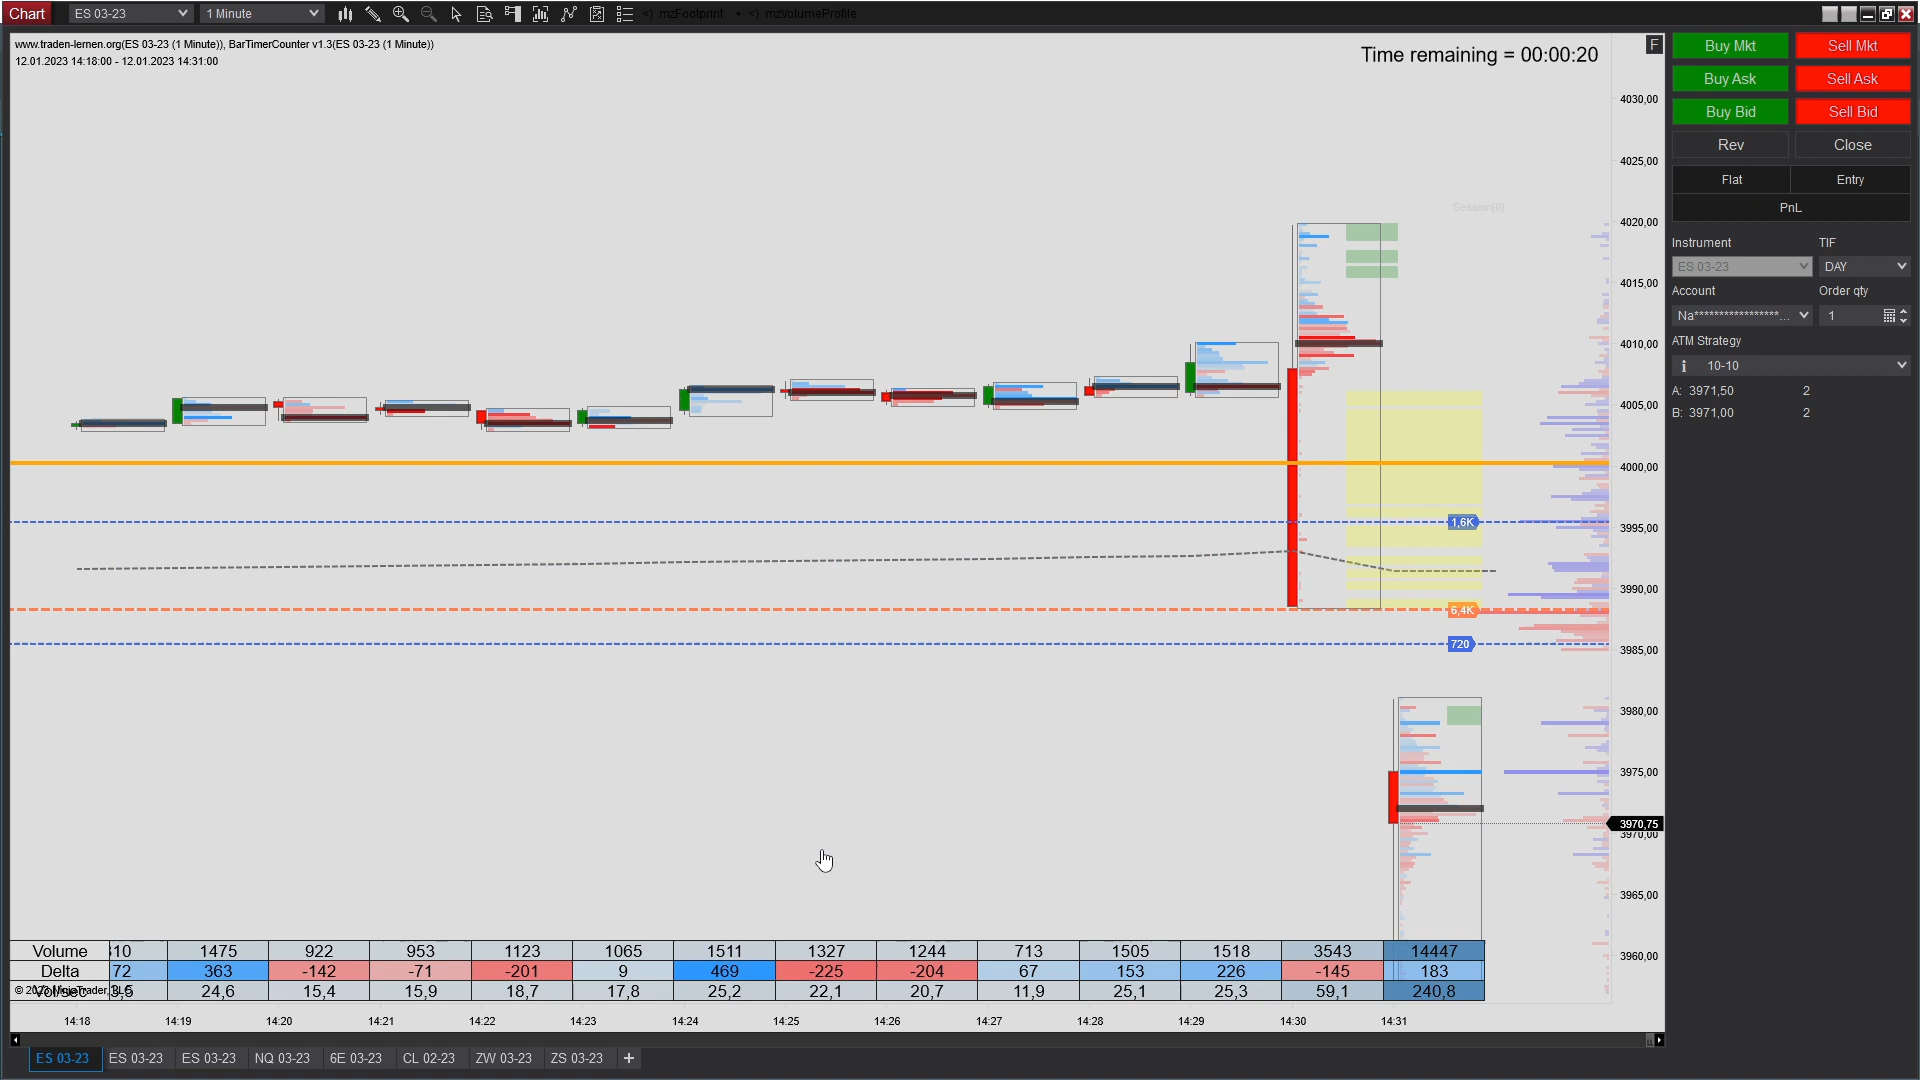 Chart ES 03-23 1 Minute <> mzFootprint - <> mzVolumeProfile
www.traden-lernen.org(ES 03-23 (1 Minute)), BarTimerCounter v1.3(ES 03-23 (1 Minute))
12.01.2023 14:18:00 - 12.01.2023 14:31:00
Time remaining = 00:00:20
F
4030,00
4025,00
Session[0]
4020,00
4015,00
4010,00
4005,00
4000,00
1,6K
3995,00
3990,00
6,4K
720
3985,00
3980,00
3975,00
3970,75
3970,00
3965,00
3960,00
Volume 310 1475 922 953 1123 1065 1511 1327 1244 713 1505 1518 3543 14447
Delta 72 363 -142 -71 -201 9 469 -225 -204 67 153 226 -145 183
Vol/sec 3,5 24,6 15,4 15,9 18,7 17,8 25,2 22,1 20,7 11,9 25,1 25,3 59,1 240,8
14:18 14:19 14:20 14:21 14:22 14:23 14:24 14:25 14:26 14:27 14:28 14:29 14:30 14:31
ES 03-23 ES 03-23 ES 03-23 NQ 03-23 6E 03-23 CL 02-23 ZW 03-23 ZS 03-23 +
Buy Mkt Sell Mkt
Buy Ask Sell Ask
Buy Bid Sell Bid
Rev Close
Flat Entry
PnL
Instrument TIF
ES 03-23 DAY
Account Order qty
Na*****************... 1
ATM Strategy
10-10
A: 3971,50 2
B: 3971,00 2